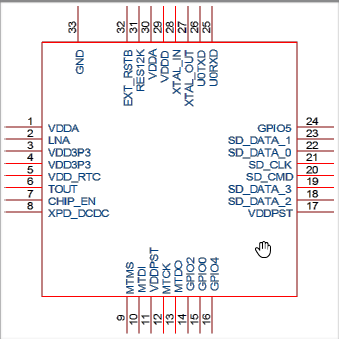 33 32 31 30 29 28 27 26 25
GND EXT_RSTB RES12K VDDA VDDD XTAL_IN XTAL_OUT U0TXD U0RXD
1 VDDA GPIO5 24
2 LNA SD_DATA_1 23
3 VDD3P3 SD_DATA_0 22
4 VDD3P3 SD_CLK 21
5 VDD_RTC SD_CMD 20
6 TOUT SD_DATA_3 19
7 CHIP_EN SD_DATA_2 18
8 XPD_DCDC VDDPST 17
MTMS MTDI VDDPST MTCK MTDO GPIO2 GPIO0 GPIO4
9 10 11 12 13 14 15 16